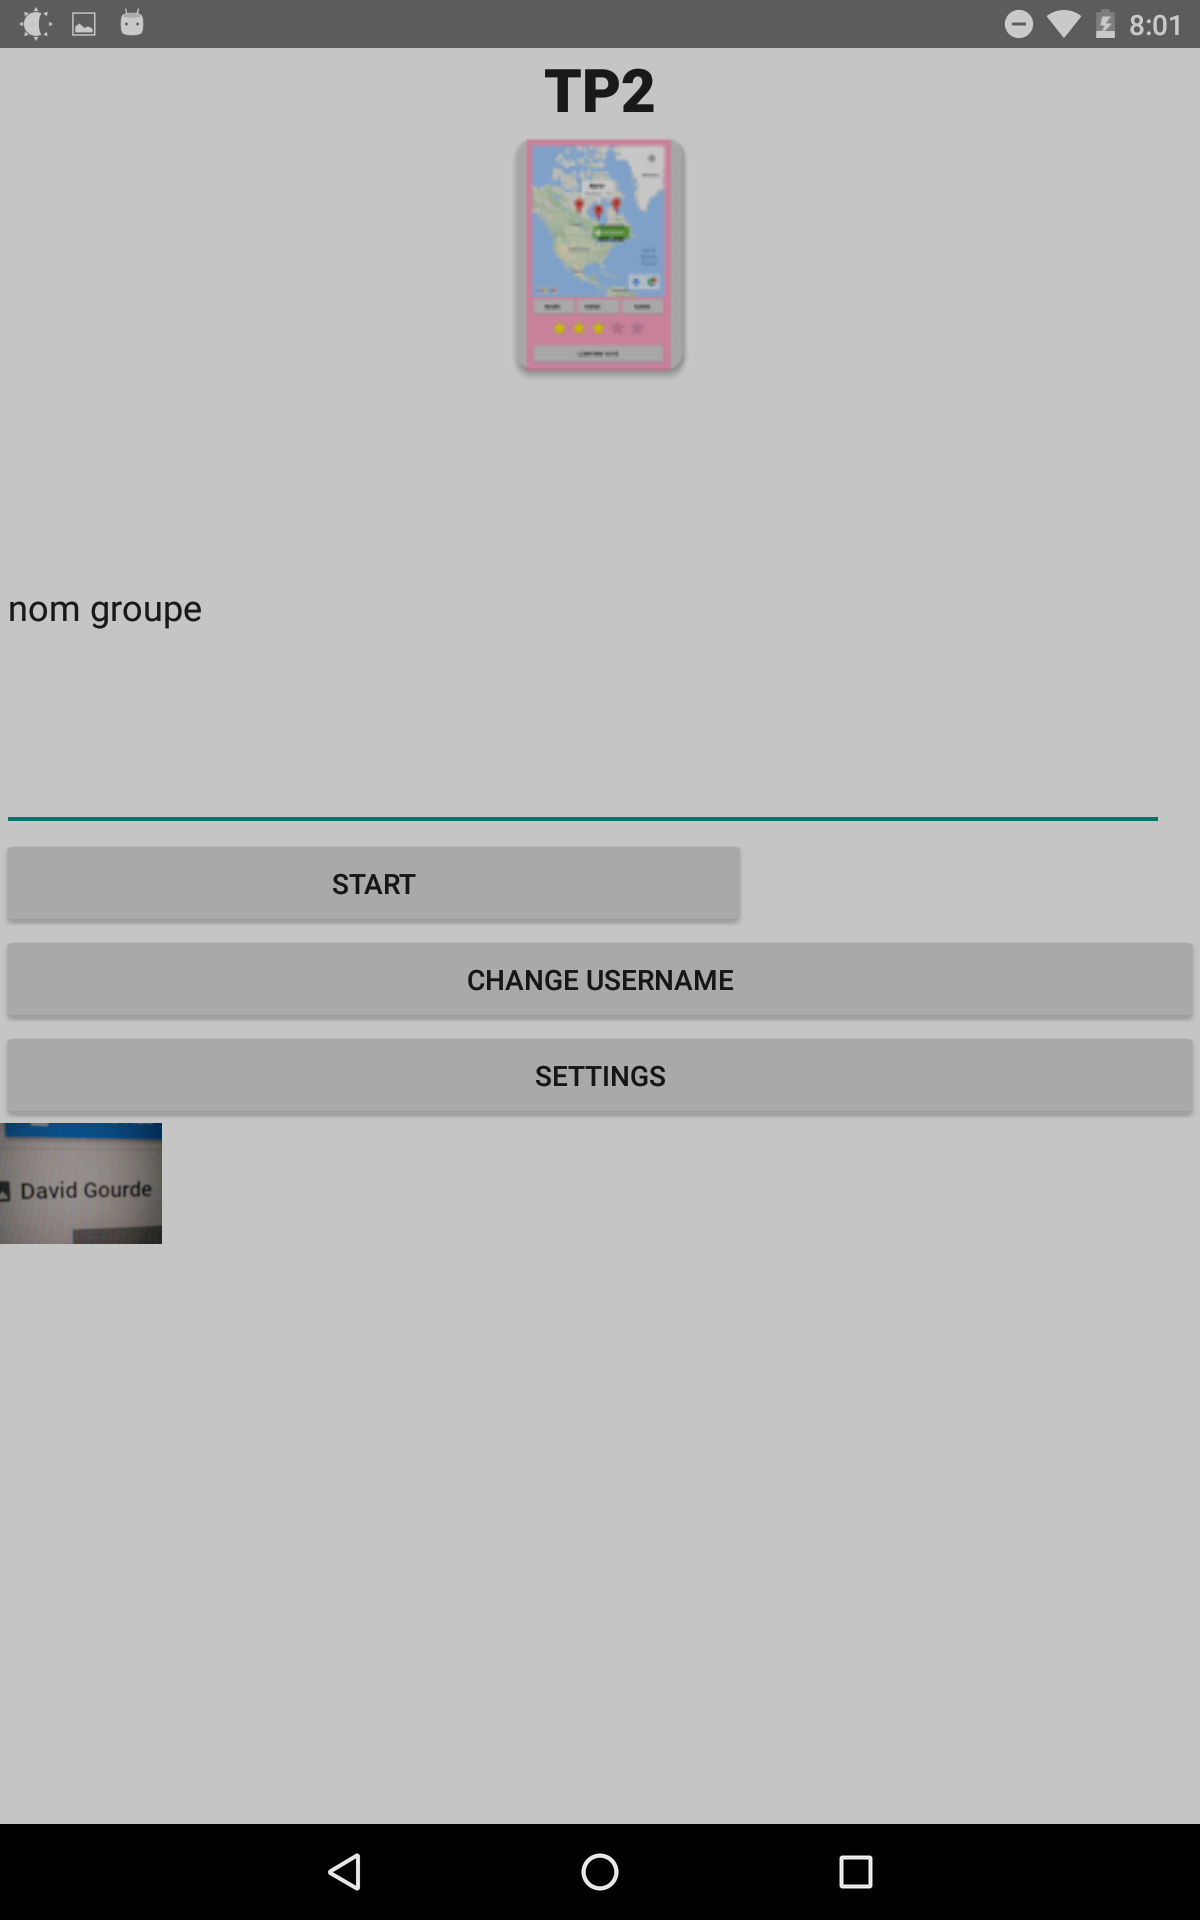 8:01
TP2
nom groupe
START
CHANGE USERNAME
SETTINGS
David Gourde